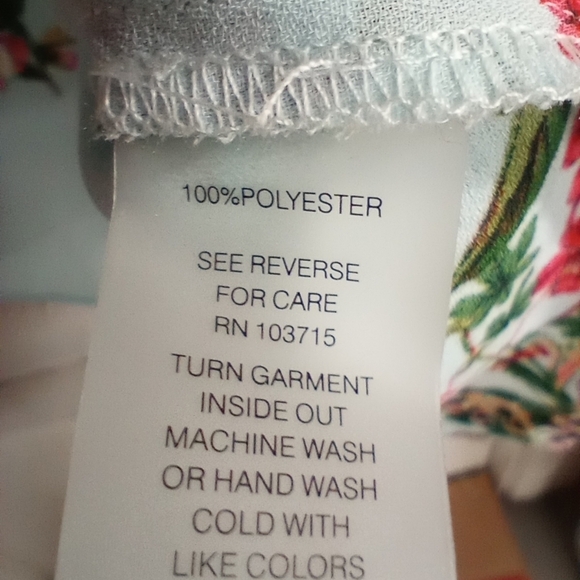 100%POLYESTER
SEE REVERSE
FOR CARE
RN 103715
TURN GARMENT
INSIDE OUT
MACHINE WASH
OR HAND WASH
COLD WITH
LIKE COLORS